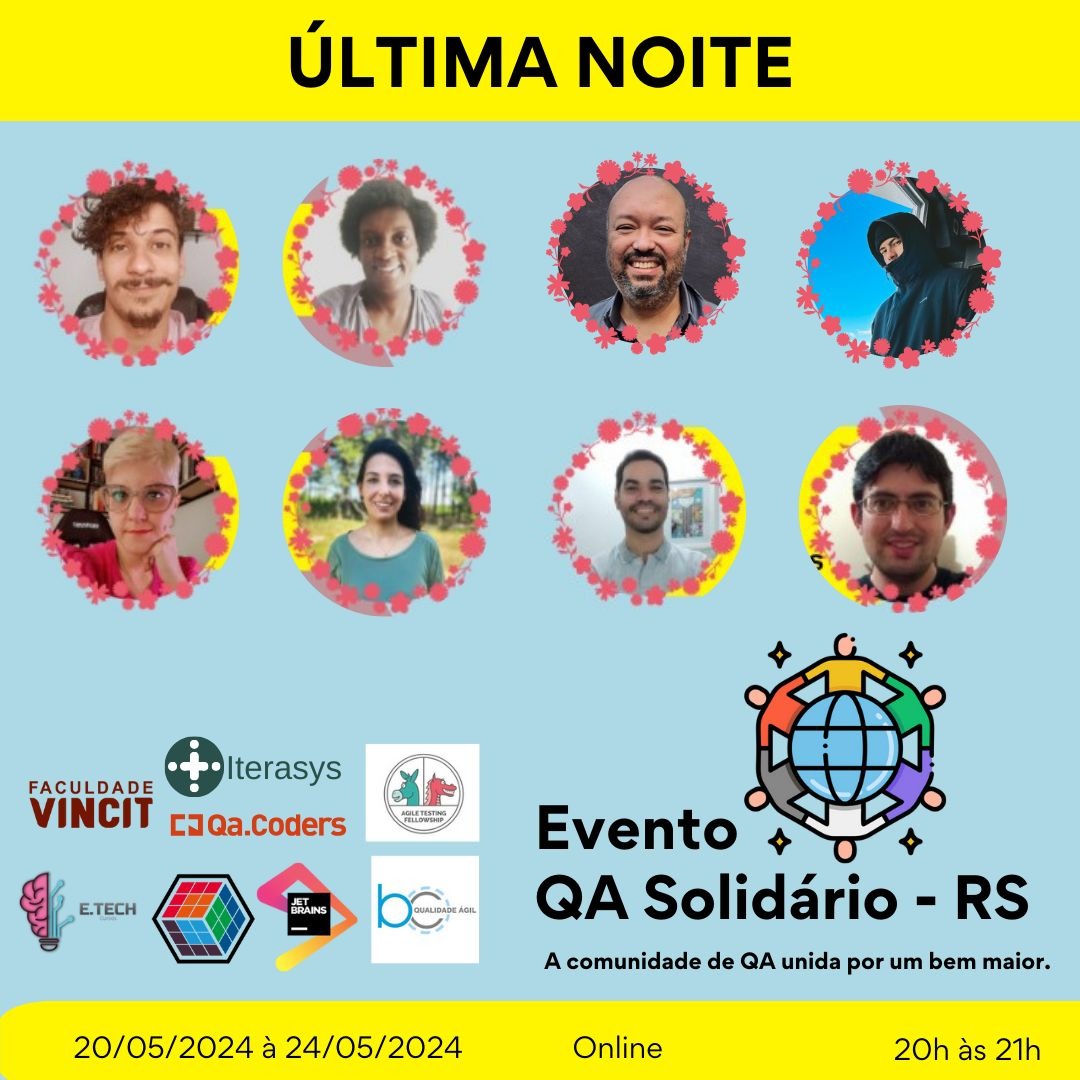 ÚLTIMA NOITE
S
FACULDADE
VINCIT
Iterasys
Qa.Coders
AGILE TESTING
FELLOWSHIP
E.TECH
JET
BRAINS
bc QUALIDADE ÁGIL
Evento
QA Solidário - RS
A comunidade de QA unida por um bem maior.
20/05/2024 à 24/05/2024
Online
20h às 21h